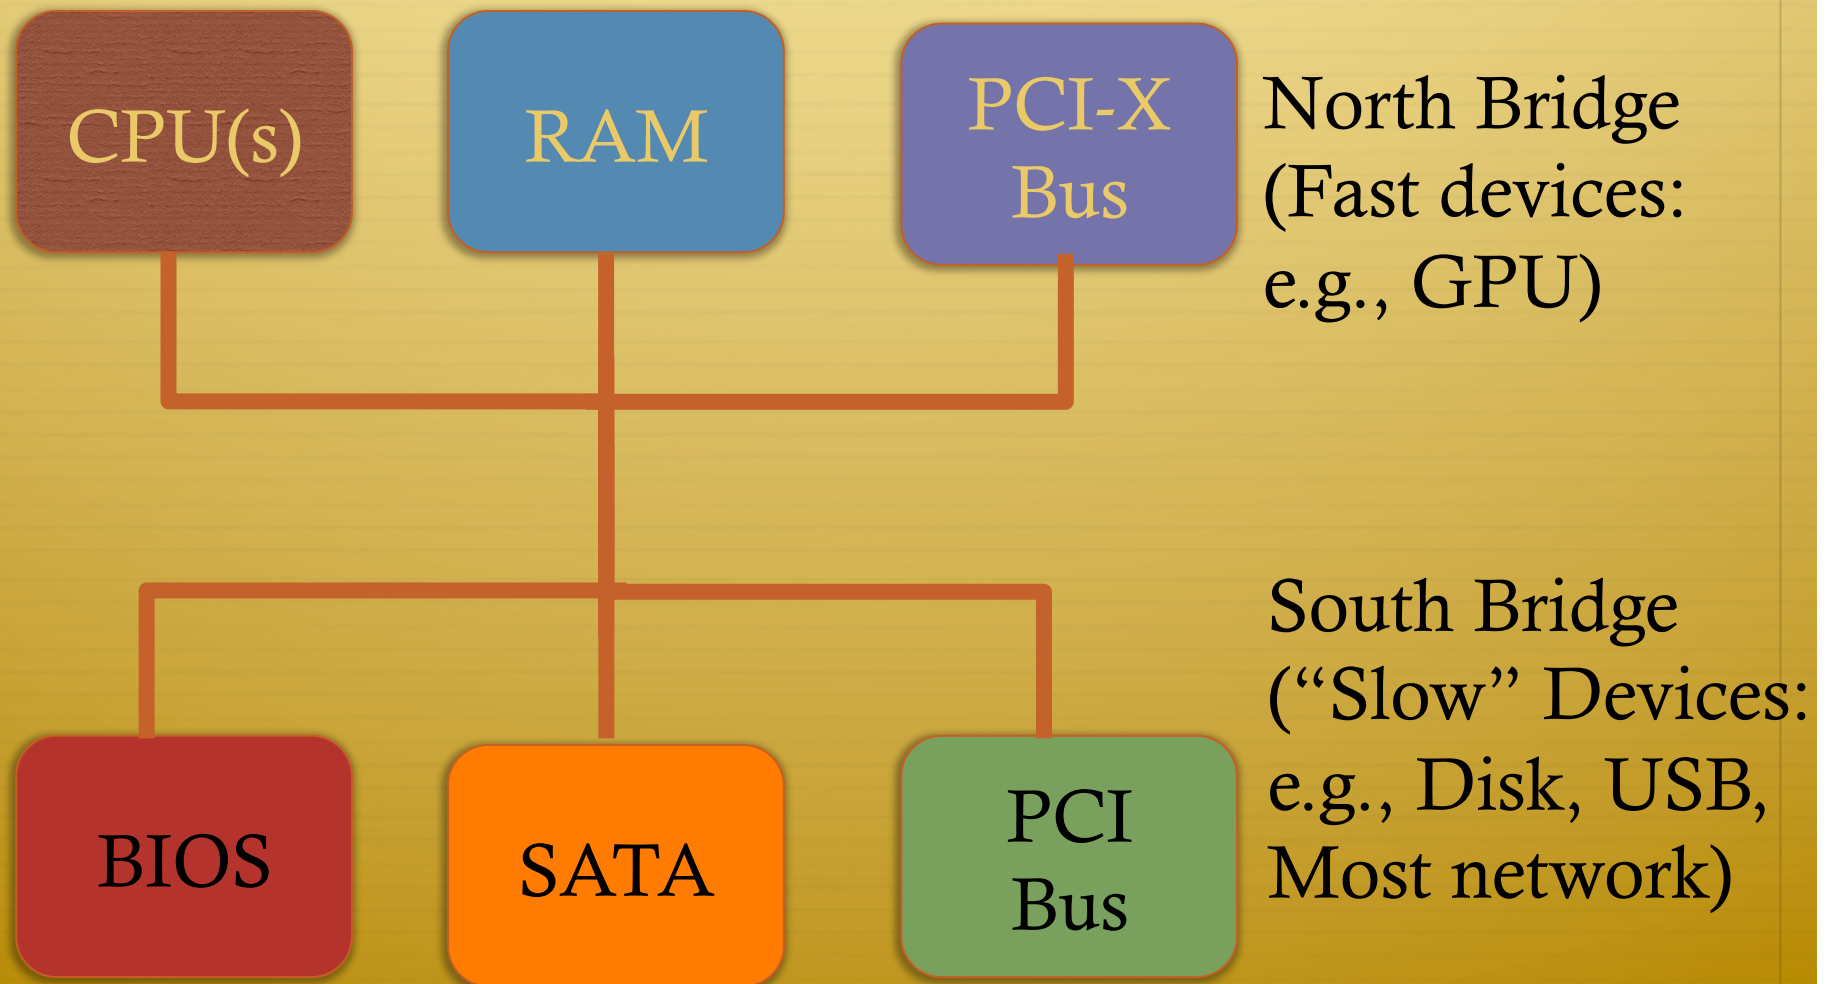 CPU(s)
RAM
PCI-X
Bus
North Bridge
(Fast devices:
e.g., GPU)
BIOS
SATA
PCI
Bus
South Bridge
(“Slow” Devices:
e.g., Disk, USB,
Most network)